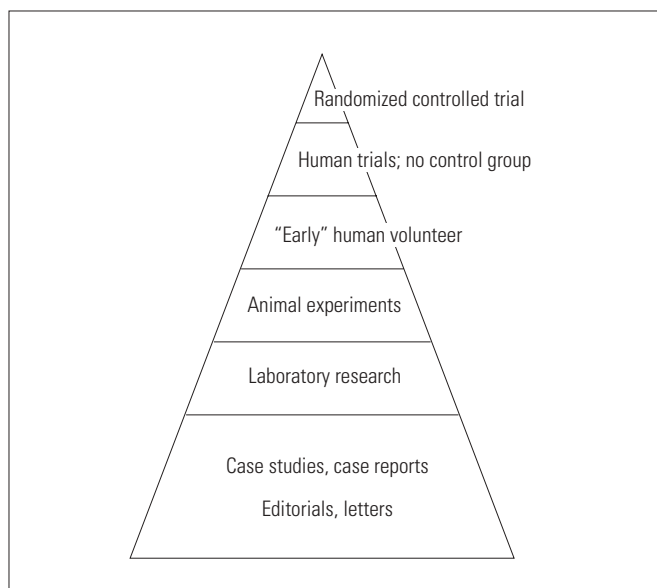 Randomized controlled trial
Human trials; no control group
“Early” human volunteer
Animal experiments
Laboratory research
Case studies, case reports
Editorials, letters